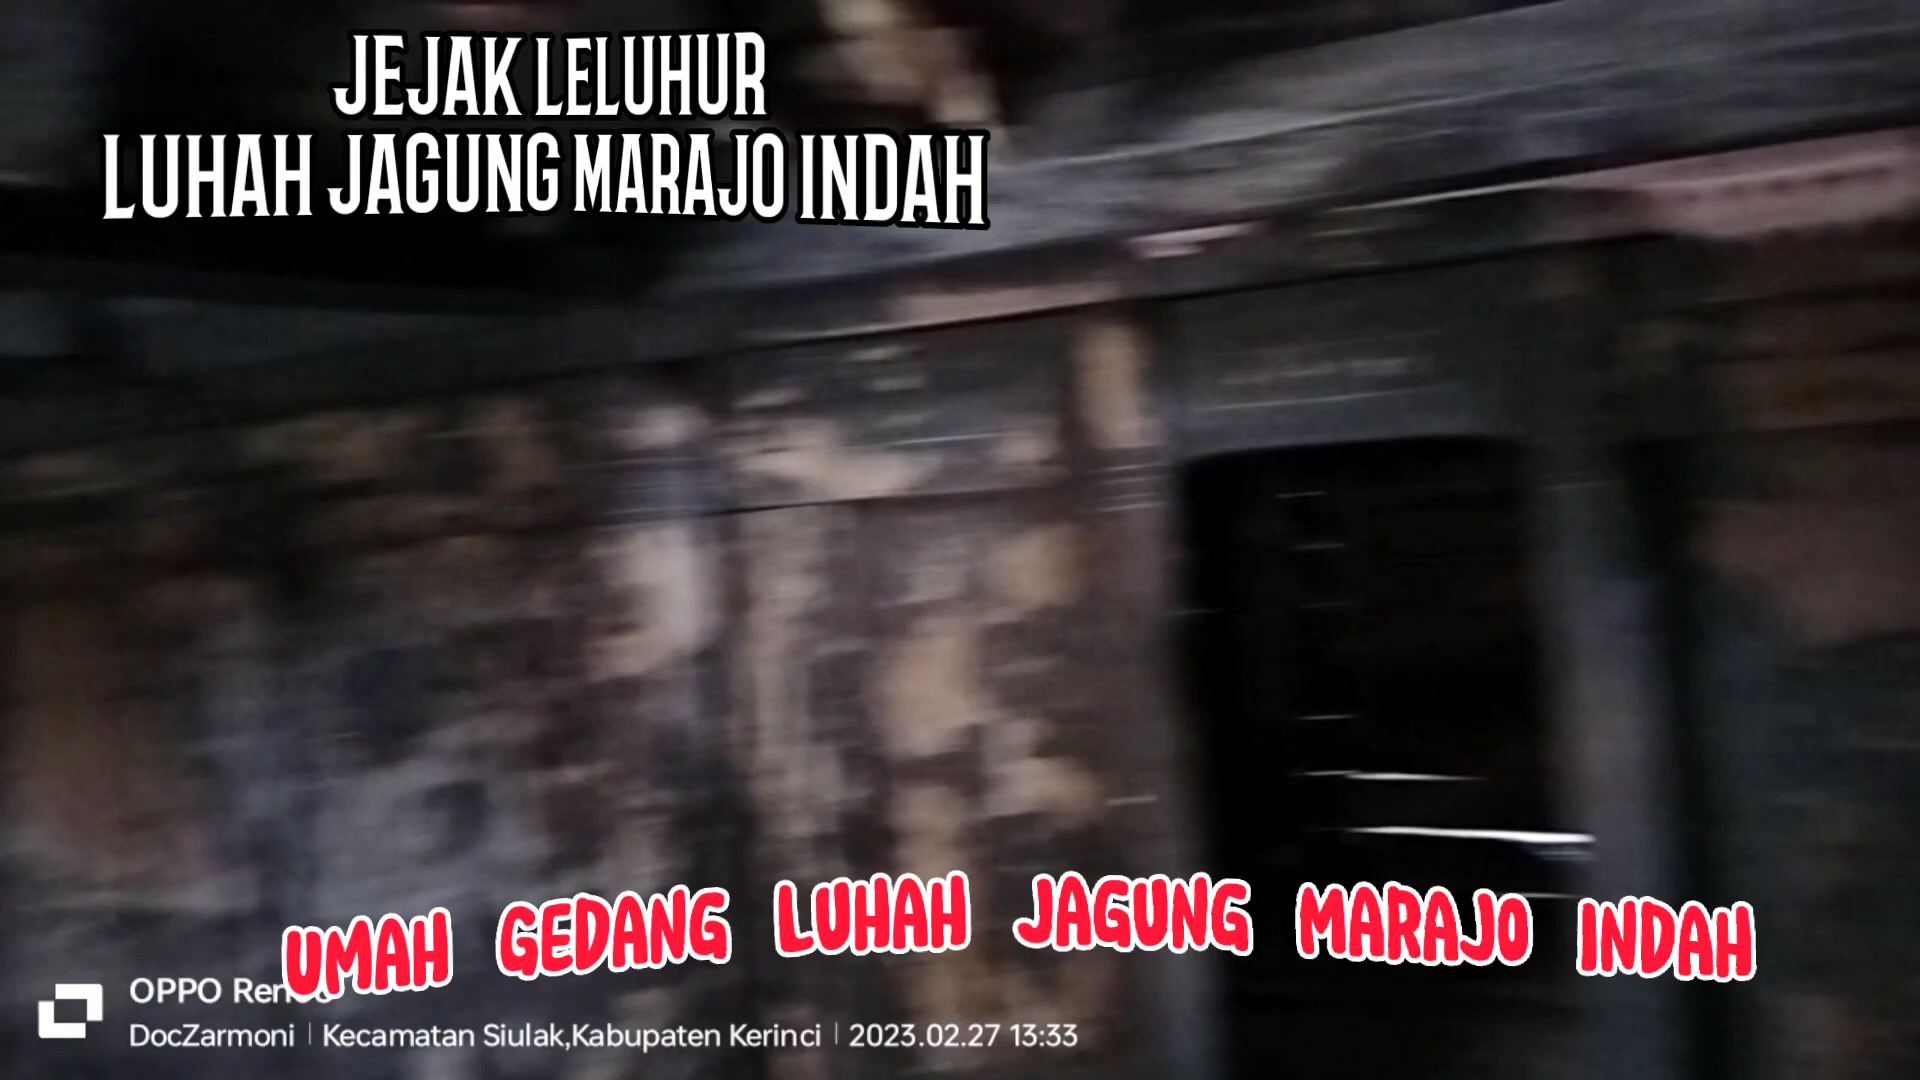 JEJAK LELUHUR
LUHAH JAGUNG MARAJO INDAH
UMAH GEDANG LUHAH JAGUNG MARAJO INDAH
OPPO
DocZarmoni | Kecamatan Siulak,Kabupaten Kerinci | 2023.02.27 13:33